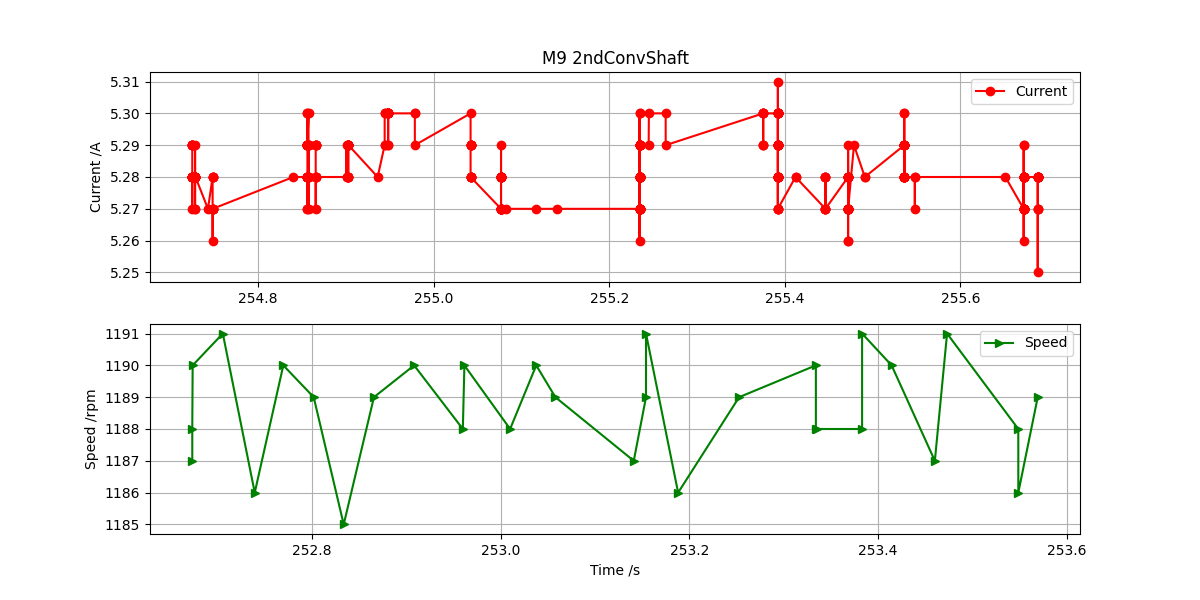 M9 2ndConvShaft
5.31
5.30
5.29
5.28
5.27
5.26
5.25
Current /A
Current
254.8 255.0 255.2 255.4 255.6
1191
1190
1189
1188
1187
1186
1185
Speed /rpm
Speed
252.8 253.0 253.2 253.4 253.6
Time /s